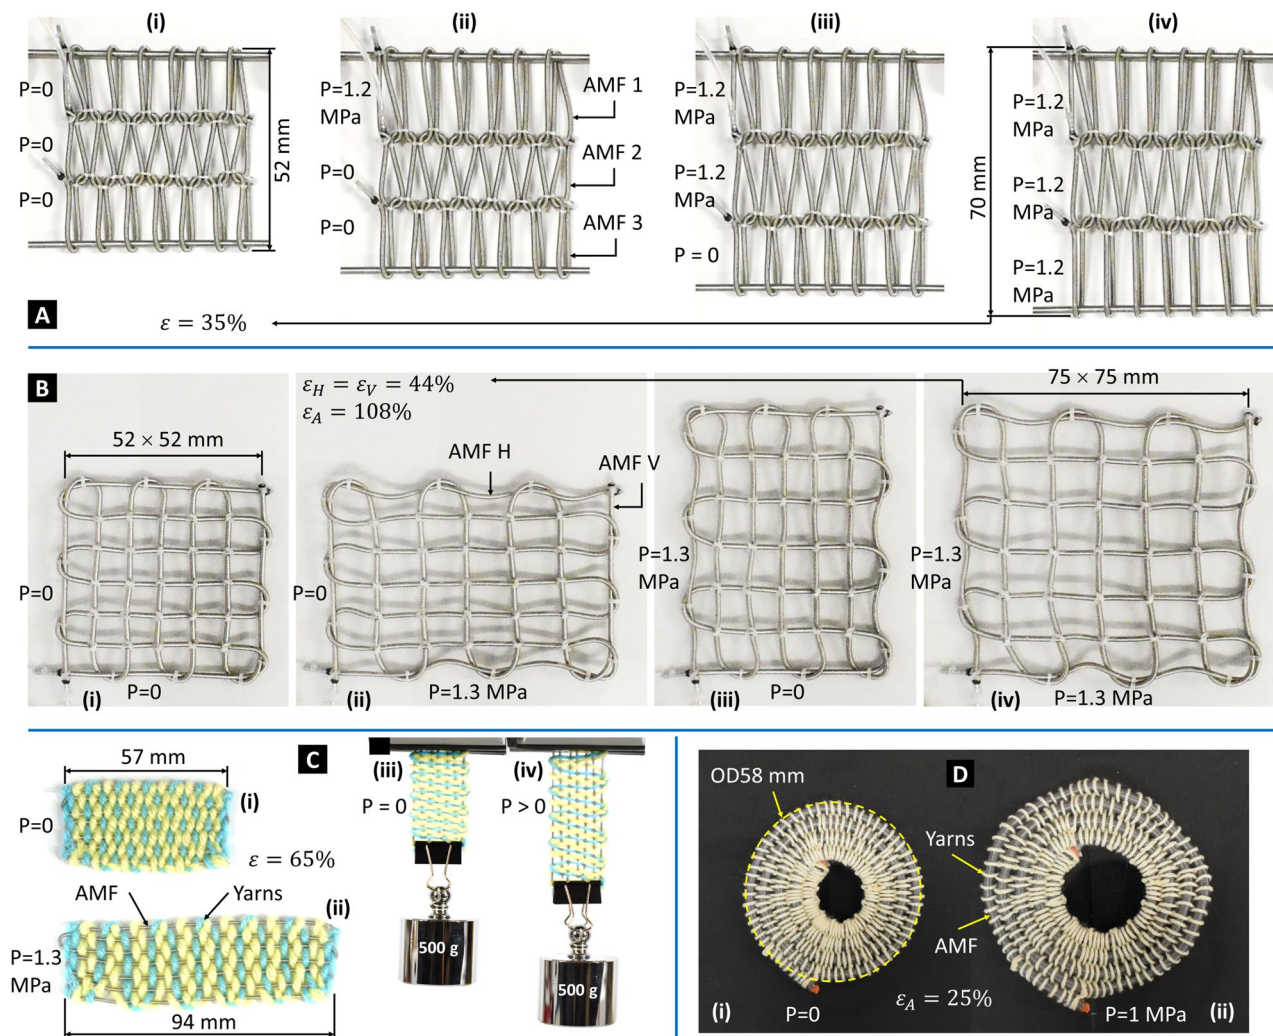 (i)
(ii)
(iii)
(iv)
P=0
P=0
P=0
52 mm
P=1.2
MPa
P=0
P=0
AMF 1
AMF 2
AMF 3
P=1.2
MPa
P=1.2
MPa
P = 0
70 mm
P=1.2
MPa
P=1.2
MPa
P=1.2
MPa
A
ε = 35%
B
εH = εV = 44%
εA = 108%
75 × 75 mm
52 × 52 mm
AMF H
AMF V
P=0
P=0
P=1.3
MPa
P=1.3
MPa
(i)
P=0
(ii)
P=1.3 MPa
(iii)
P=0
(iv)
P=1.3 MPa
57 mm
C
(i)
P=0
ε = 65%
AMF
Yarns
(ii)
P=1.3
MPa
94 mm
(iii)
P = 0
500 g
(iv)
P > 0
500 g
OD58 mm
D
Yarns
AMF
(i)
P=0
εA = 25%
P=1 MPa
(ii)